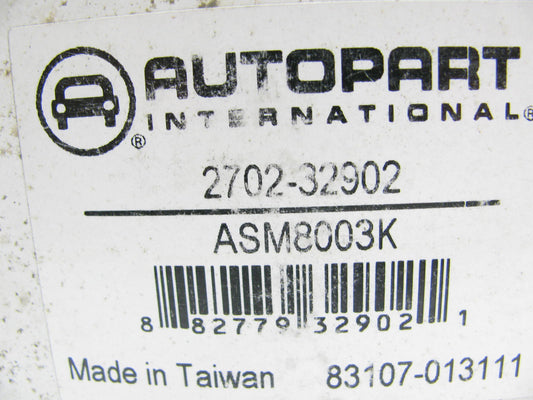 AUTOPART
INTERNATIONAL®
®
2702-32902
ASM8003K
8 82779 32902 1
Made in Taiwan 83107-013111